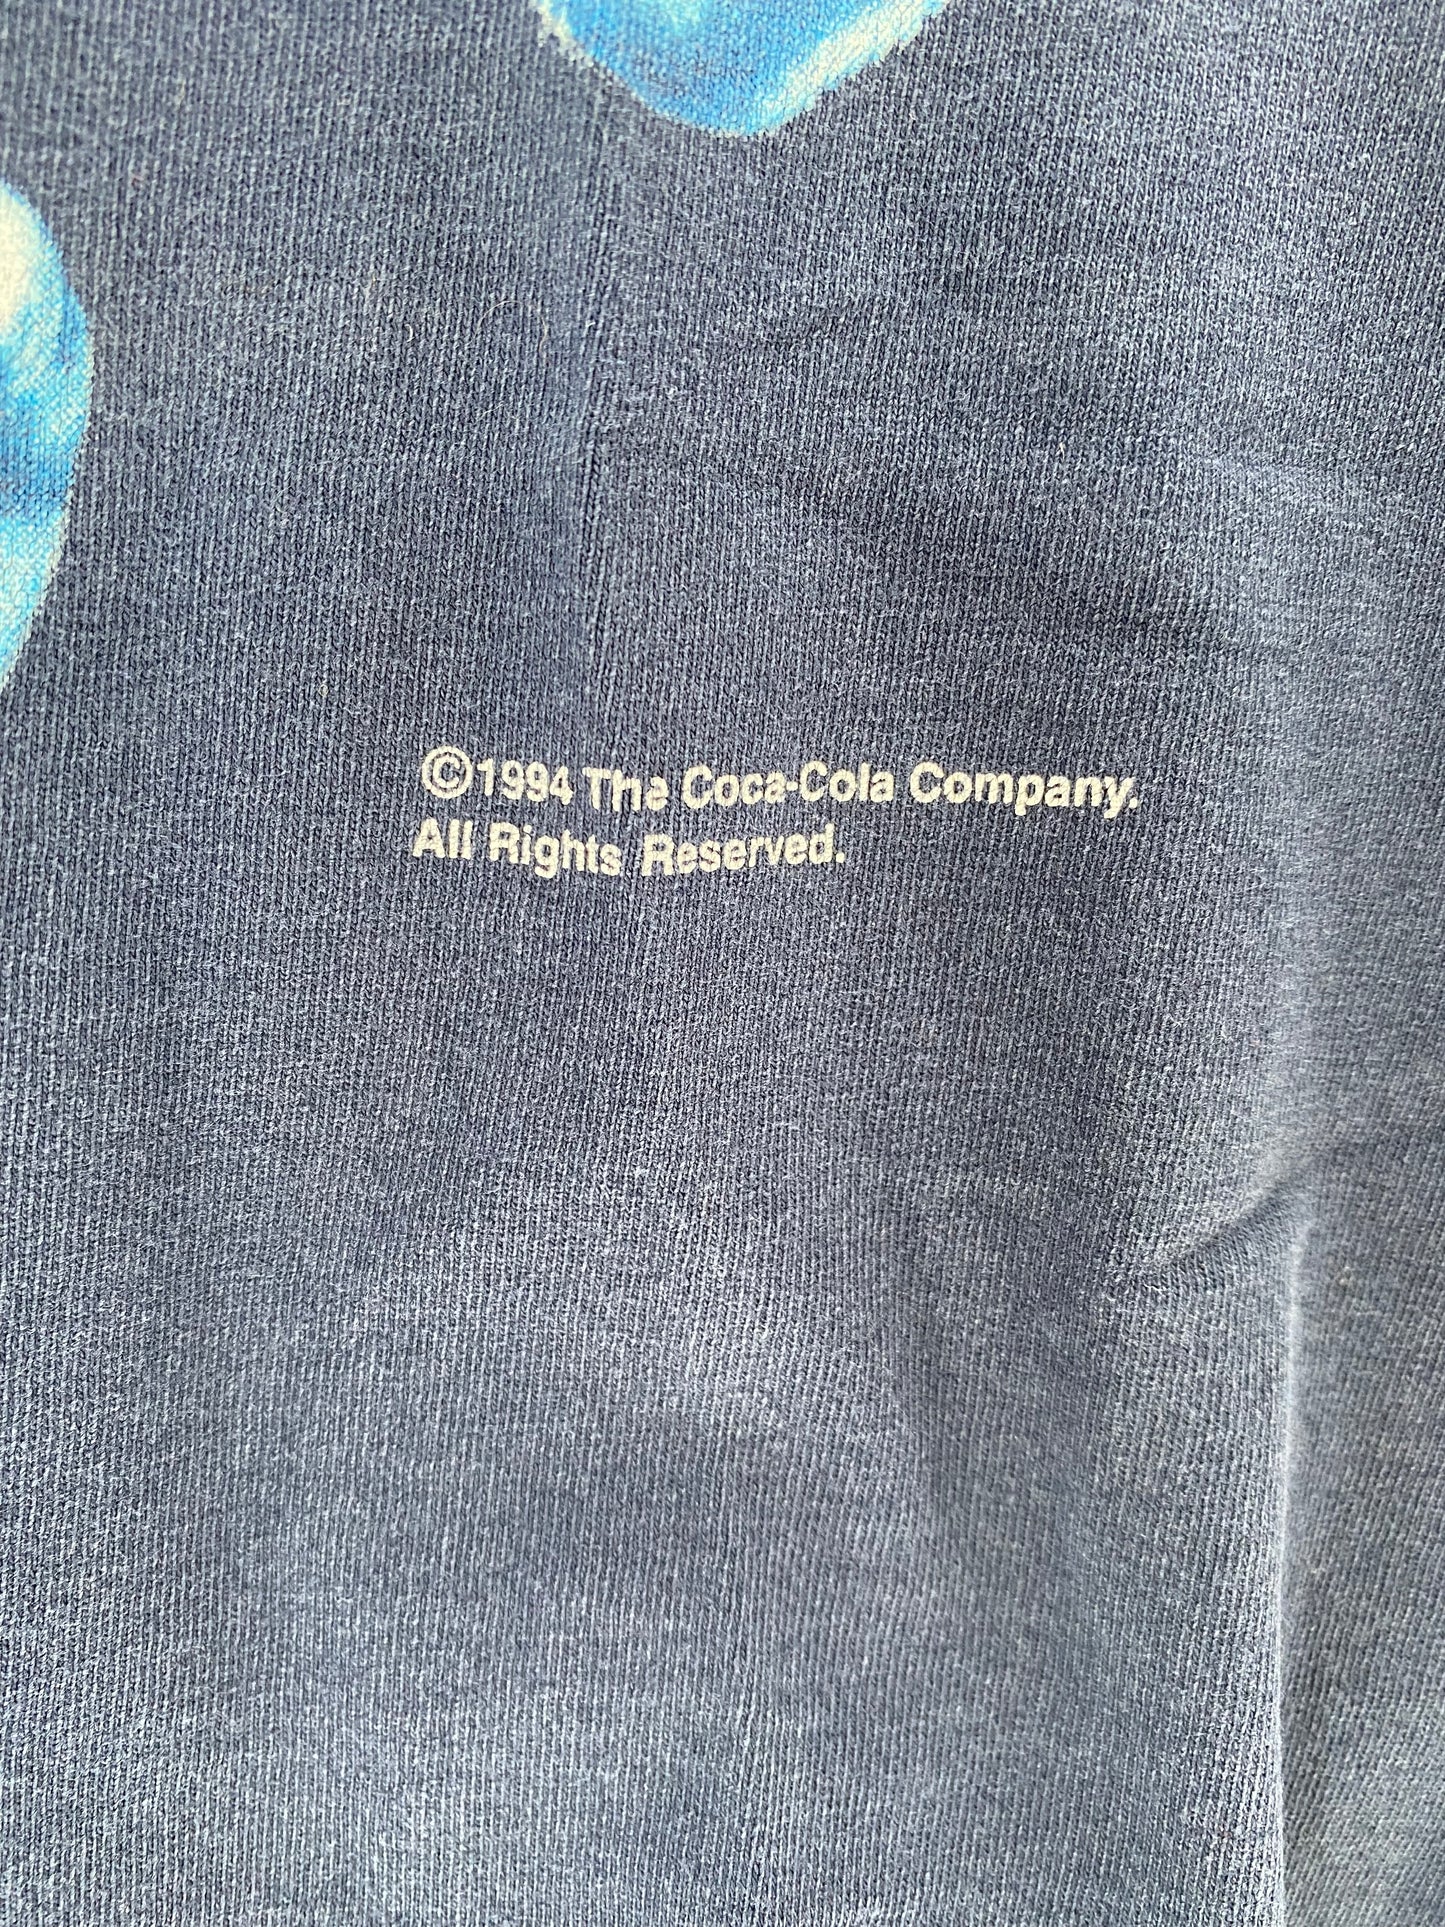 ©1994 The Coca-Cola Company.
All Rights Reserved.